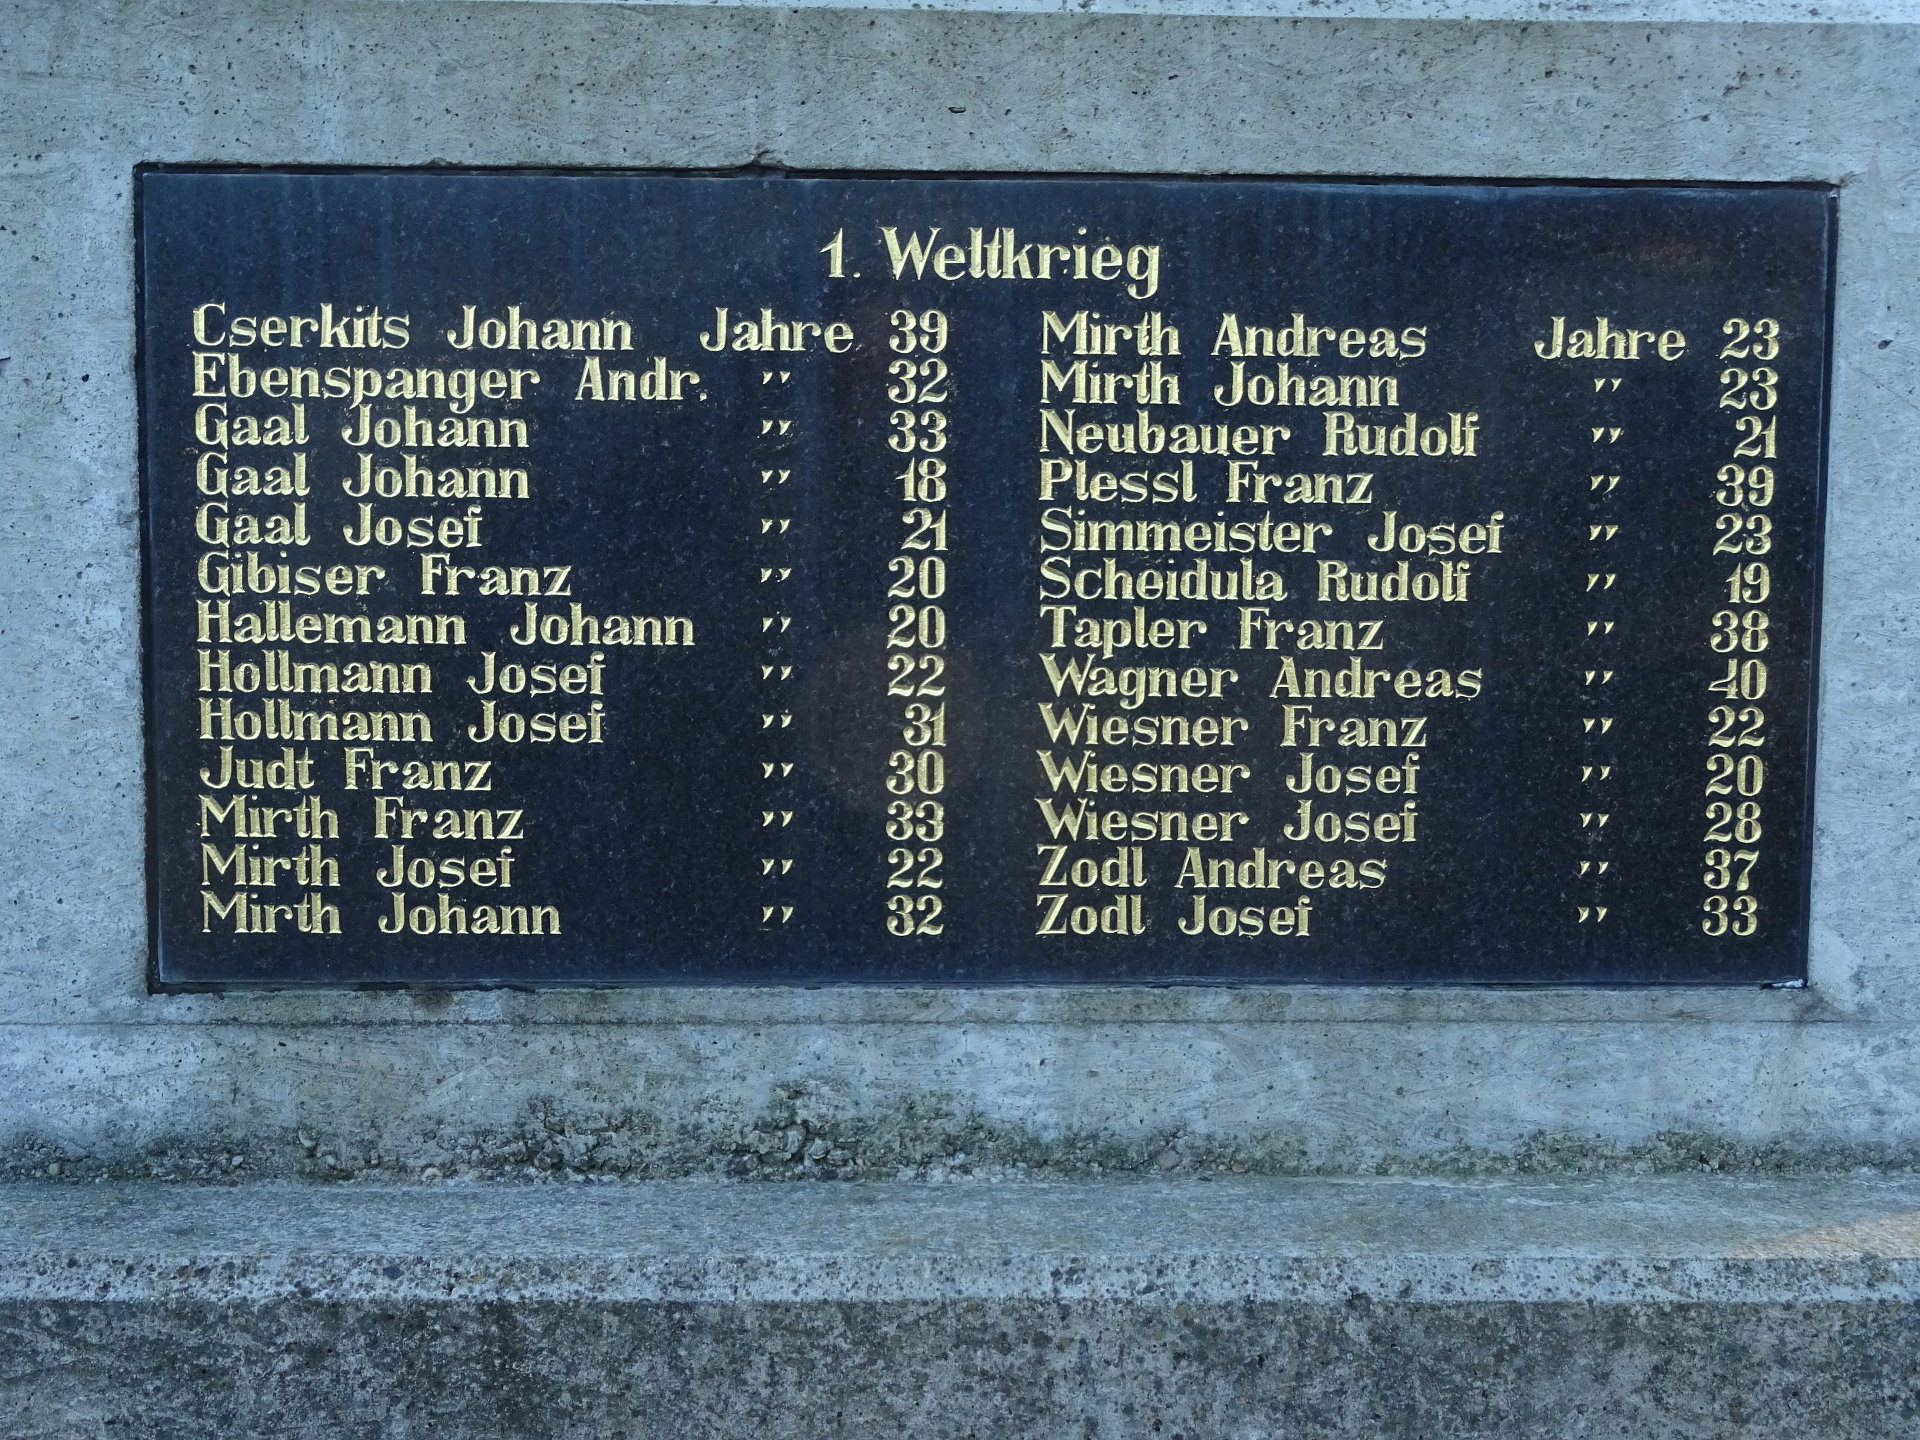 1. Weltkrieg
Cserkits Johann Jahre 39
Ebenspanger Andr. " 32
Gaal Johann " 33
Gaal Johann " 18
Gaal Josef " 21
Gibiser Franz " 20
Hallemann Johann " 20
Hollmann Josef " 22
Hollmann Josef " 31
Judt Franz " 30
Mirth Franz " 33
Mirth Josef " 22
Mirth Johann " 32
Mirth Andreas Jahre 23
Mirth Johann " 23
Neubauer Rudolf " 21
Plessl Franz " 39
Simmeister Josef " 23
Scheidula Rudolf " 19
Tapler Franz " 38
Wagner Andreas " 40
Wiesner Franz " 22
Wiesner Josef " 20
Wiesner Josef " 28
Zodl Andreas " 37
Zodl Josef " 33